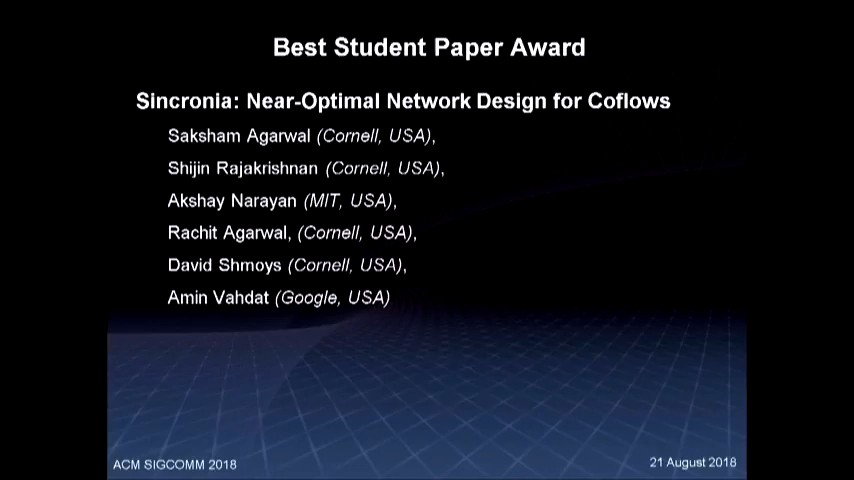 Best Student Paper Award
Sincronia: Near-Optimal Network Design for Coflows
Saksham Agarwal (Cornell, USA),
Shijin Rajakrishnan (Cornell, USA),
Akshay Narayan (MIT, USA),
Rachit Agarwal, (Cornell, USA),
David Shmoys (Cornell, USA),
Amin Vahdat (Google, USA)
ACM SIGCOMM 2018
21 August 2018